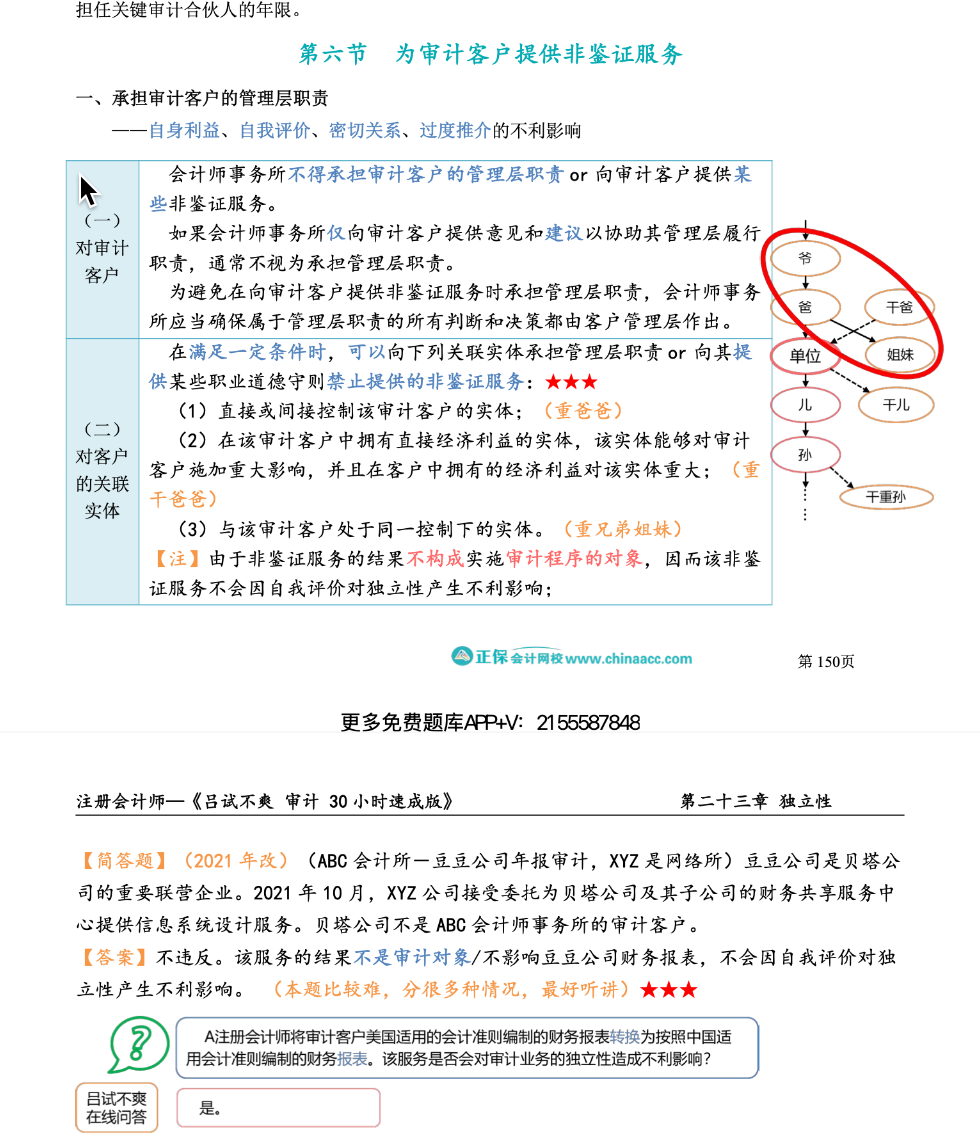 担任关键审计合伙人的年限。
第六节 为审计客户提供非鉴证服务
一、承担审计客户的管理层职责
——自身利益、自我评价、密切关系、过度推介的不利影响
（一）
对审计
客户
会计师事务所不得承担审计客户的管理层职责 or 向审计客户提供某
些非鉴证服务。
如果会计师事务所仅向审计客户提供意见和建议以协助其管理层履行
职责，通常不视为承担管理层职责。
为避免在向审计客户提供非鉴证服务时承担管理层职责，会计师事务
所应当确保属于管理层职责的所有判断和决策都由客户管理层作出。
（二）
对客户
的关联
实体
在满足一定条件时，可以向下列关联实体承担管理层职责 or 向其提
供某些职业道德守则禁止提供的非鉴证服务：★★★
（1）直接或间接控制该审计客户的实体；（重爸爸）
（2）在该审计客户中拥有直接经济利益的实体，该实体能够对审计
客户施加重大影响，并且在客户中拥有的经济利益对该实体重大；（重
干爸爸）
（3）与该审计客户处于同一控制下的实体。（重兄弟姐妹）
【注】由于非鉴证服务的结果不构成实施审计程序的对象，因而该非鉴
证服务不会因自我评价对独立性产生不利影响；
爷
爸
干爸
单位
姐妹
儿
干儿
孙
干重孙
正保会计网校 www.chinaacc.com
第 150页
更多免费题库APP+V：2155587848
注册会计师—《吕试不爽 审计 30 小时速成版》
第二十三章 独立性
【简答题】（2021 年改）（ABC 会计所－豆豆公司年报审计，XYZ 是网络所）豆豆公司是贝塔公
司的重要联营企业。2021 年 10 月，XYZ 公司接受委托为贝塔公司及其子公司的财务共享服务中
心提供信息系统设计服务。贝塔公司不是 ABC 会计师事务所的审计客户。
【答案】不违反。该服务的结果不是审计对象/不影响豆豆公司财务报表，不会因自我评价对独
立性产生不利影响。（本题比较难，分很多种情况，最好听讲）★★★
A注册会计师将审计客户美国适用的会计准则编制的财务报表转换为按照中国适
用会计准则编制的财务报表。该服务是否会对审计业务的独立性造成不利影响？
吕试不爽
在线问答
是。